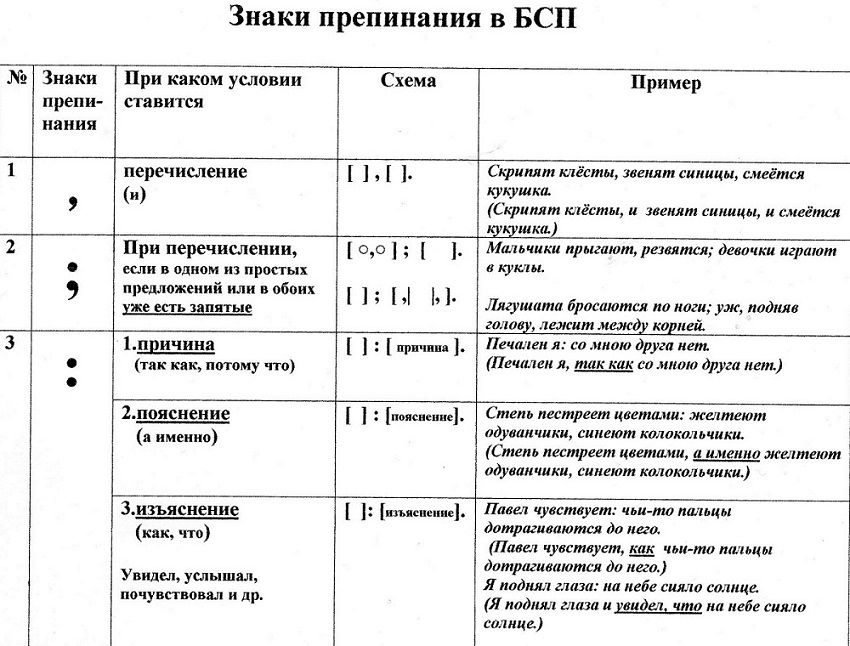 Знаки препинания в БСП
№
Знаки
препи-
нания
При каком условии
ставится
Схема
Пример
1
,
перечисление
(и)
[ ] , [ ].
Скрипят клёсты, звенят синицы, смеётся
кукушка.
(Скрипят клёсты, и звенят синицы, и смеётся
кукушка.)
2
;
При перечислении,
если в одном из простых
предложений или в обоих
уже есть запятые
[ ○,○ ] ; [ ].
[ ] ; [ ,| |, ].
Мальчики прыгают, резвятся; девочки играют
в куклы.
Лягушата бросаются по ноги; уж, подняв
голову, лежит между корней.
3
:
1.причина
(так как, потому что)
[ ] : [ причина ].
Печален я: со мною друга нет.
(Печален я, так как со мною друга нет.)
2.пояснение
(а именно)
[ ] : [пояснение].
Степь пестреет цветами: желтеют
одуванчики, синеют колокольчики.
(Степь пестреет цветами, а именно желтеют
одуванчики, синеют колокольчики.)
3.изъяснение
(как, что)
Увидел, услышал,
почувствовал и др.
[ ]: [изъяснение].
Павел чувствует: чьи-то пальцы
дотрагиваются до него.
(Павел чувствует, как чьи-то пальцы
дотрагиваются до него.)
Я поднял глаза: на небе сияло солнце.
(Я поднял глаза и увидел, что на небе сияло
солнце.)